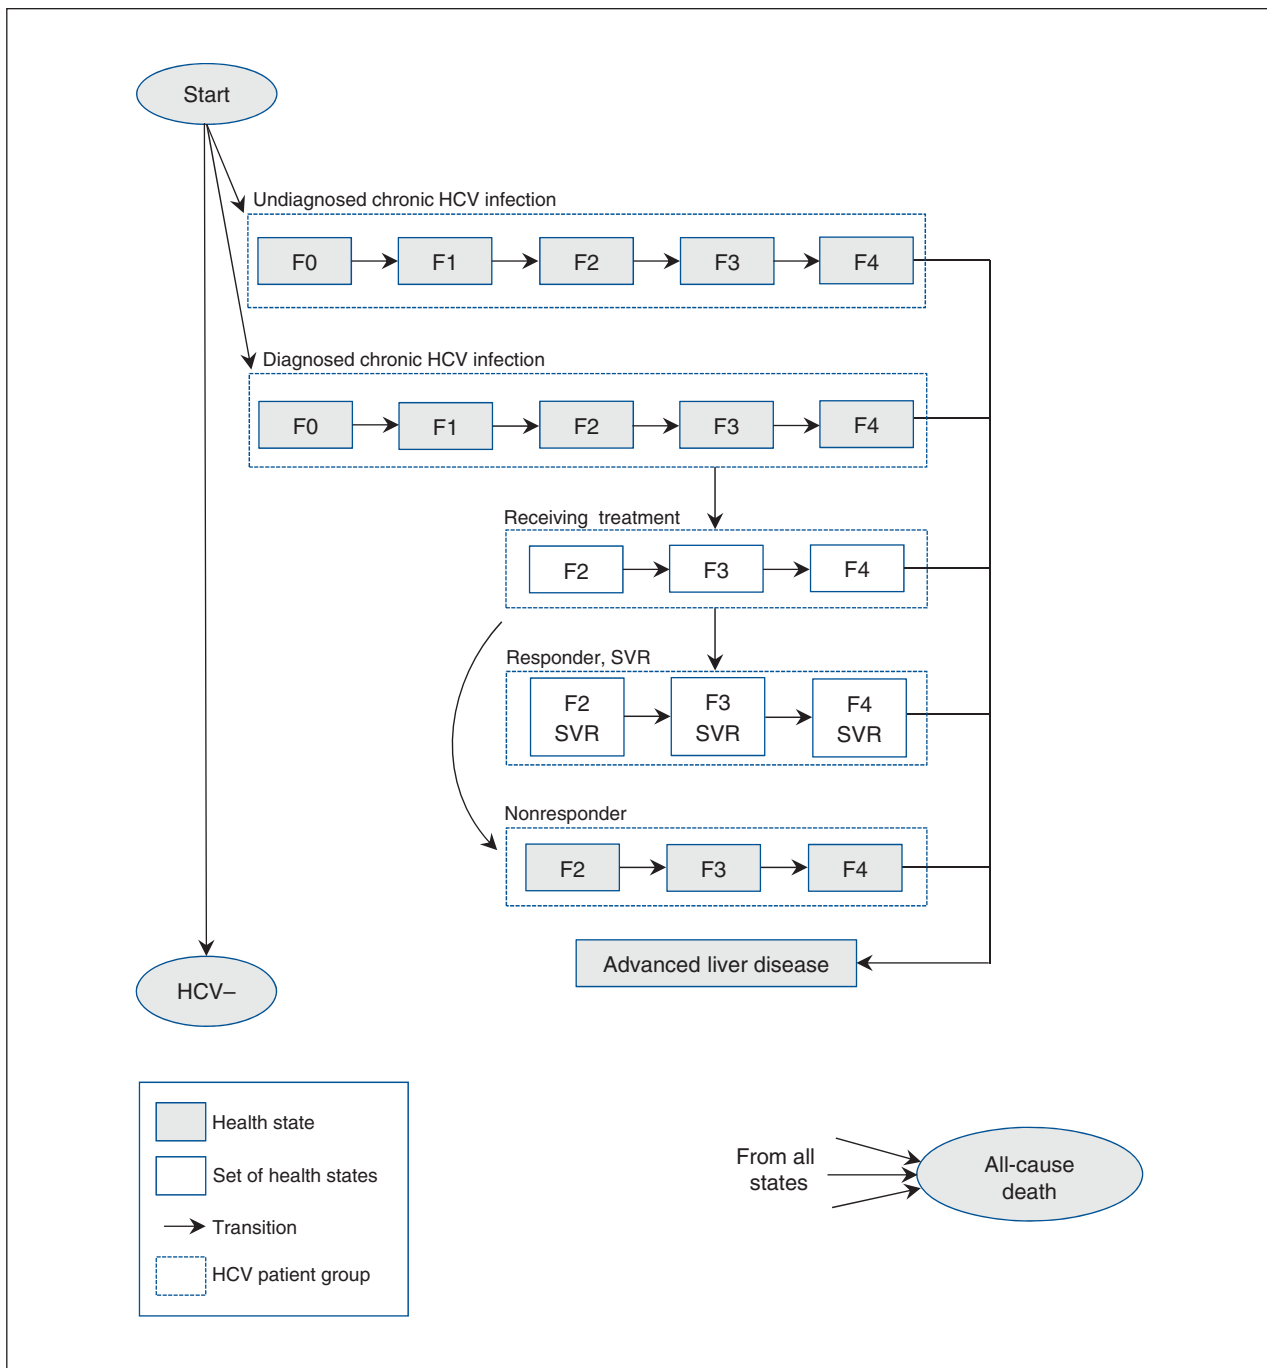 Start
Undiagnosed chronic HCV infection
F0
F1
F2
F3
F4
Diagnosed chronic HCV infection
F0
F1
F2
F3
F4
Receiving treatment
F2
F3
F4
Responder, SVR
F2
SVR
F3
SVR
F4
SVR
Nonresponder
F2
F3
F4
Advanced liver disease
HCV–
Health state
Set of health states
Transition
HCV patient group
From all
states
All-cause
death